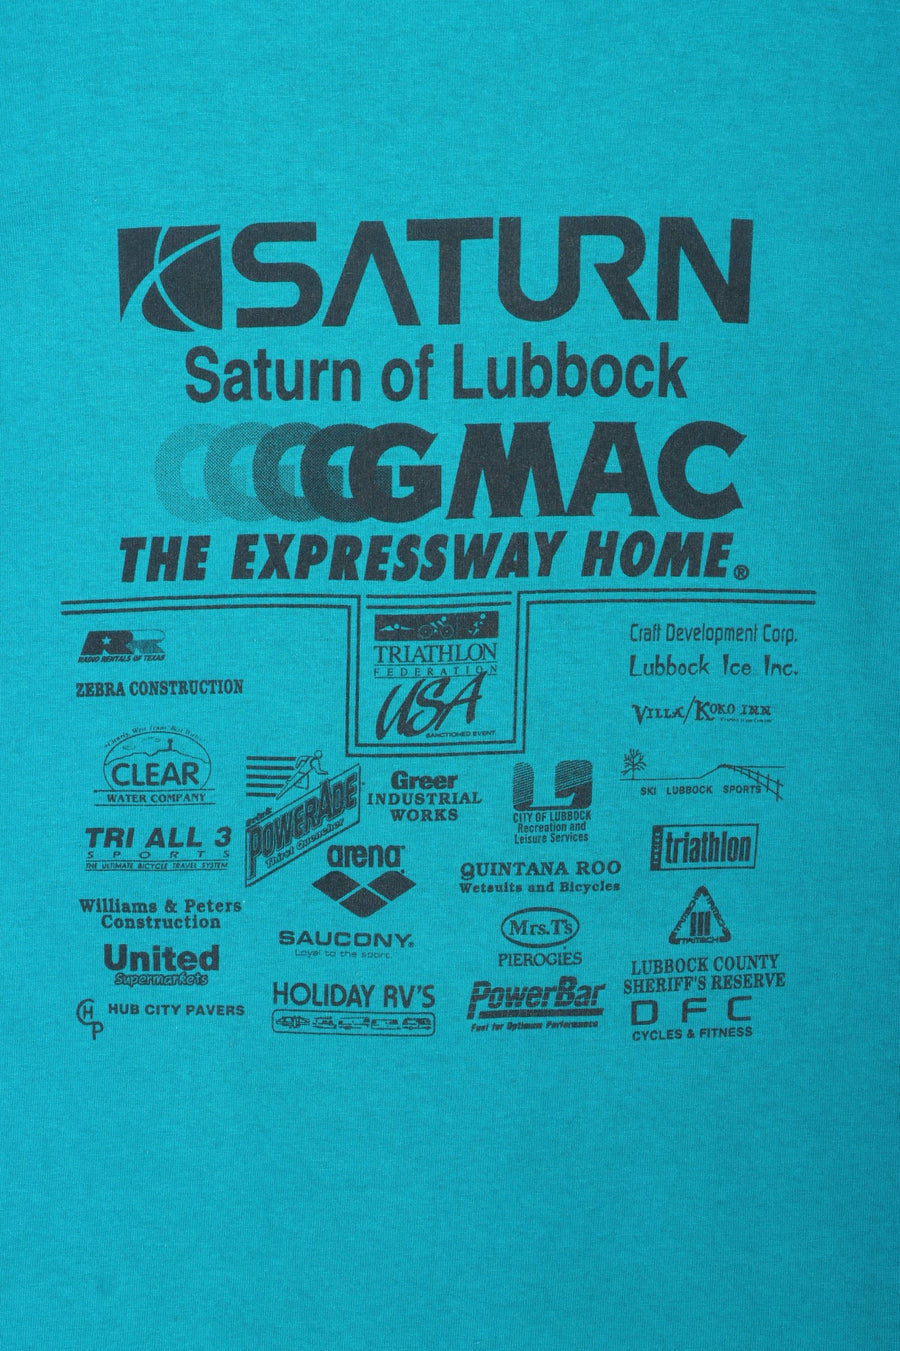 SATURN
Saturn of Lubbock
GMAC
THE EXPRESSWAY HOME®
RADIO RENTALS OF TEXAS
ZEBRA CONSTRUCTION
TRIATHLON
FEDERATION
USA
SANCTIONED EVENT
Craft Development Corp.
Lubbock Ice Inc.
VILLA/KOKO INN
CLEAR
WATER COMPANY
POWERADE
Thirst Quencher
Greer
INDUSTRIAL
WORKS
CITY OF LUBBOCK
Recreation and
Leisure Services
SKI LUBBOCK SPORTS
TRI ALL 3
SPORTS
THE ULTIMATE BICYCLE TRAVEL SYSTEM
arena
QUINTANA ROO
Wetsuits and Bicycles
triathlon
Williams & Peters
Construction
SAUCONY®
Loyal to the sport.
Mrs.T's
PIEROGIES
United
Supermarkets
LUBBOCK COUNTY
SHERIFF'S RESERVE
CHP
HUB CITY PAVERS
HOLIDAY RV'S
PowerBar
Fuel for Optimum Performance
DFC
CYCLES & FITNESS